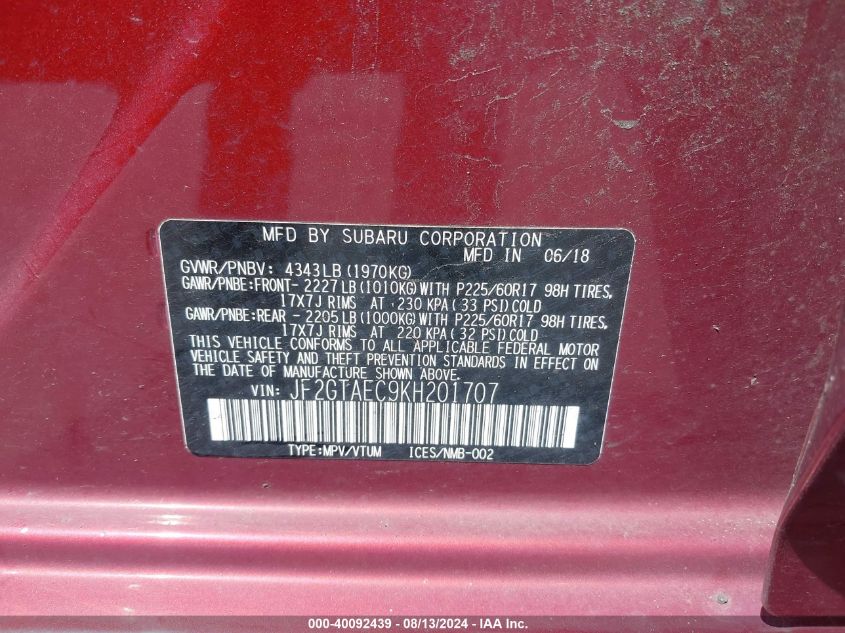 MFD BY SUBARU CORPORATION
MFD IN 06/18
GVWR/PNBV: 4343LB (1970KG)
GAWR/PNBE:FRONT- 2227LB (1010KG) WITH P225/60R17 98H TIRES,
17X7J RIMS AT 230 KPA (33 PSI) COLD
GAWR/PNBE:REAR - 2205LB (1000KG) WITH P225/60R17 98H TIRES,
17X7J RIMS AT 220 KPA (32 PSI) COLD
THIS VEHICLE CONFORMS TO ALL APPLICABLE FEDERAL MOTOR
VEHICLE SAFETY AND THEFT PREVENTION STANDARDS IN EFFECT ON
THE DATE OF MANUFACTURE SHOWN ABOVE.
VIN: JF2GTAEC9KH201707
TYPE:MPV/VTUM ICES/NMB-002
000-40092439 - 08/13/2024 - IAA Inc.